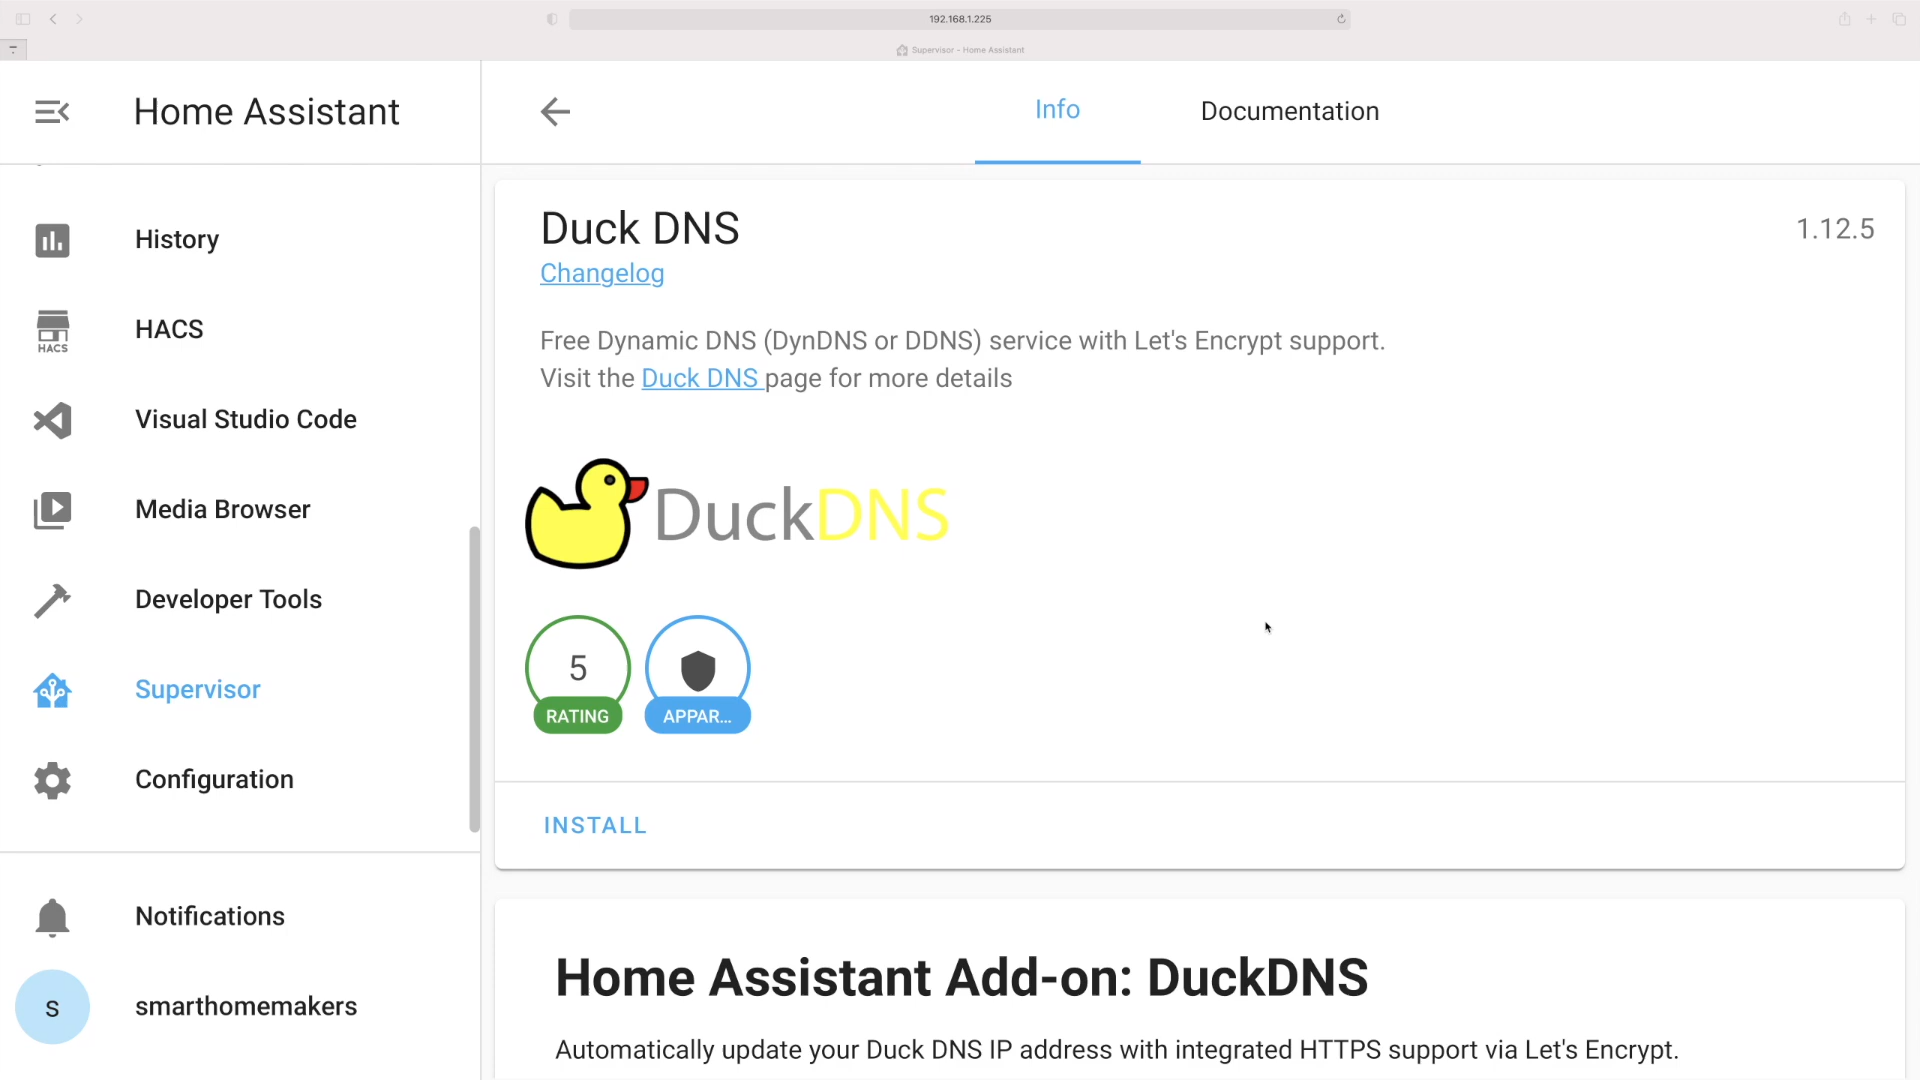 192.168.1.225
Supervisor - Home Assistant
Home Assistant
Info
Documentation
History
HACS
HACS
Visual Studio Code
Media Browser
Developer Tools
Supervisor
Configuration
Notifications
S
smarthomemakers
Duck DNS
1.12.5
Changelog
Free Dynamic DNS (DynDNS or DDNS) service with Let's Encrypt support.
Visit the Duck DNS page for more details
DuckDNS
5
RATING
APPAR...
INSTALL
Home Assistant Add-on: DuckDNS
Automatically update your Duck DNS IP address with integrated HTTPS support via Let's Encrypt.